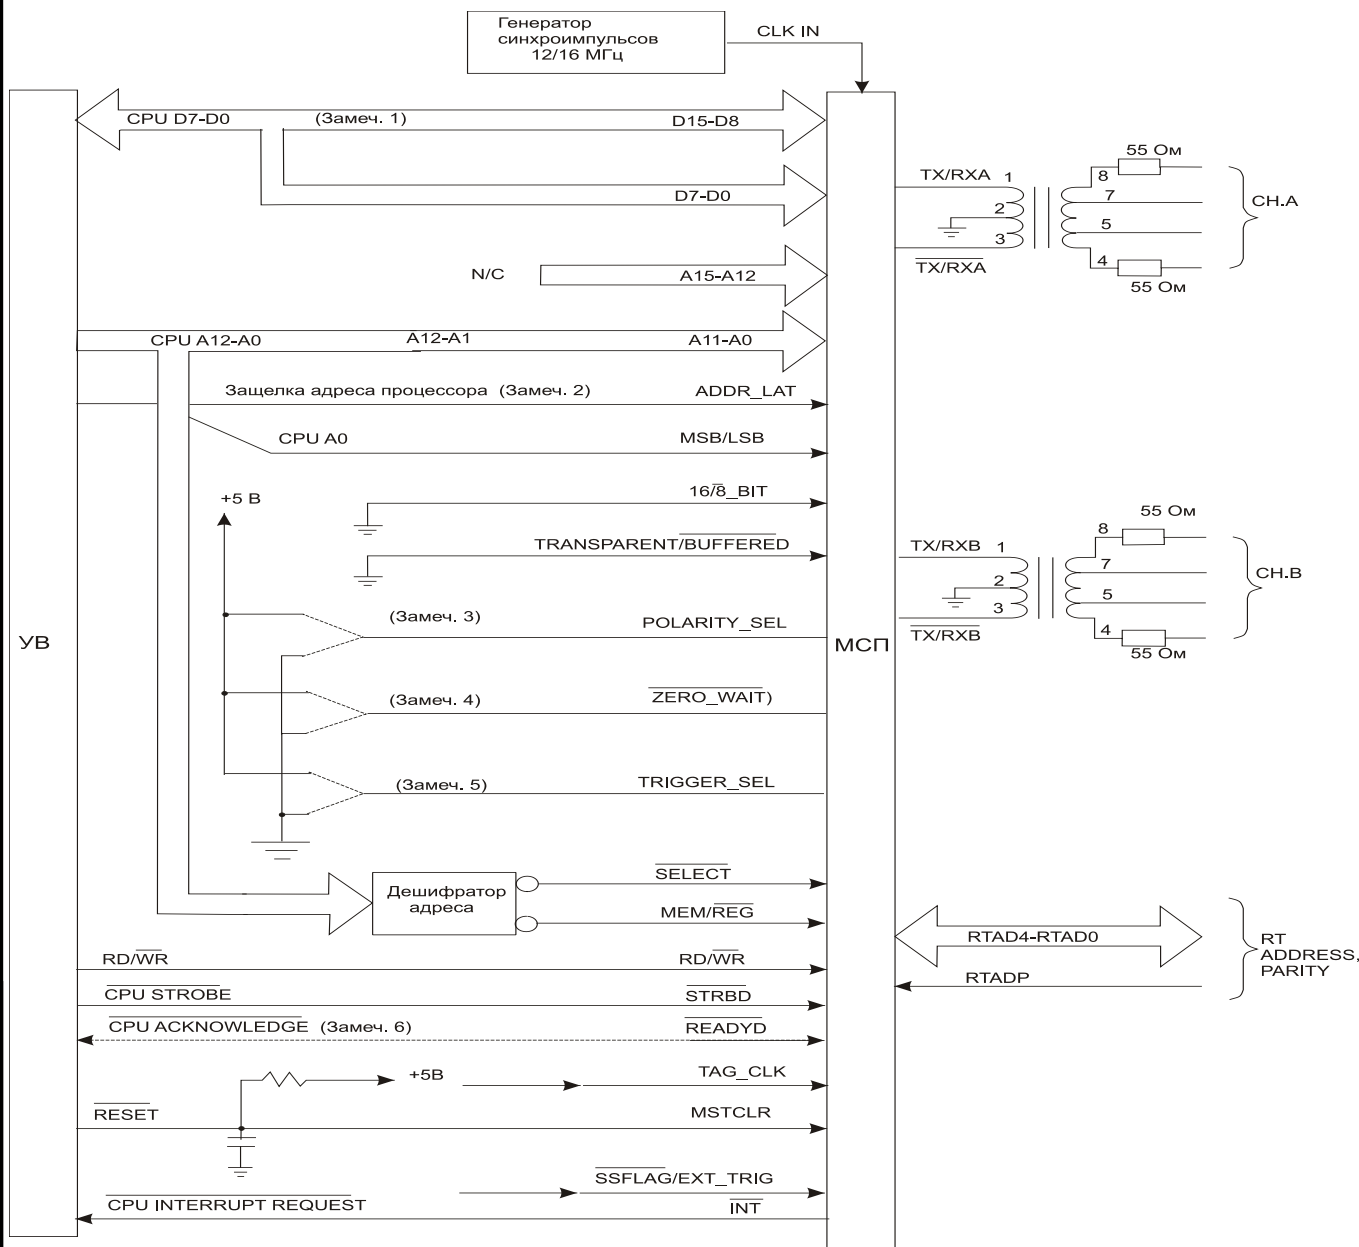 Генератор
синхроимпульсов
12/16 МГц
CLK IN
CPU D7-D0 (Замеч. 1) D15-D8
D7-D0
N/C A15-A12
CPU A12-A0 A12-A1 A11-A0
Защелка адреса процессора (Замеч. 2) ADDR_LAT
CPU A0 MSB/LSB
16/8_BIT
+5 В
TRANSPARENT/BUFFERED
(Замеч. 3) POLARITY_SEL
УВ
МСП
(Замеч. 4) ZERO_WAIT)
(Замеч. 5) TRIGGER_SEL
Дешифратор
адреса
SELECT
MEM/REG
RD/WR RD/WR
CPU STROBE STRBD
CPU ACKNOWLEDGE (Замеч. 6) READYD
+5В TAG_CLK
RESET MSTCLR
SSFLAG/EXT_TRIG
CPU INTERRUPT REQUEST INT
55 Ом
TX/RXA 1 8
7
2
5
3
TX/RXA 4
55 Ом
CH.A
55 Ом
TX/RXB 1 8
7
2
5
3
TX/RXB 4
55 Ом
CH.B
RTAD4-RTAD0
RTADP
RT
ADDRESS,
PARITY